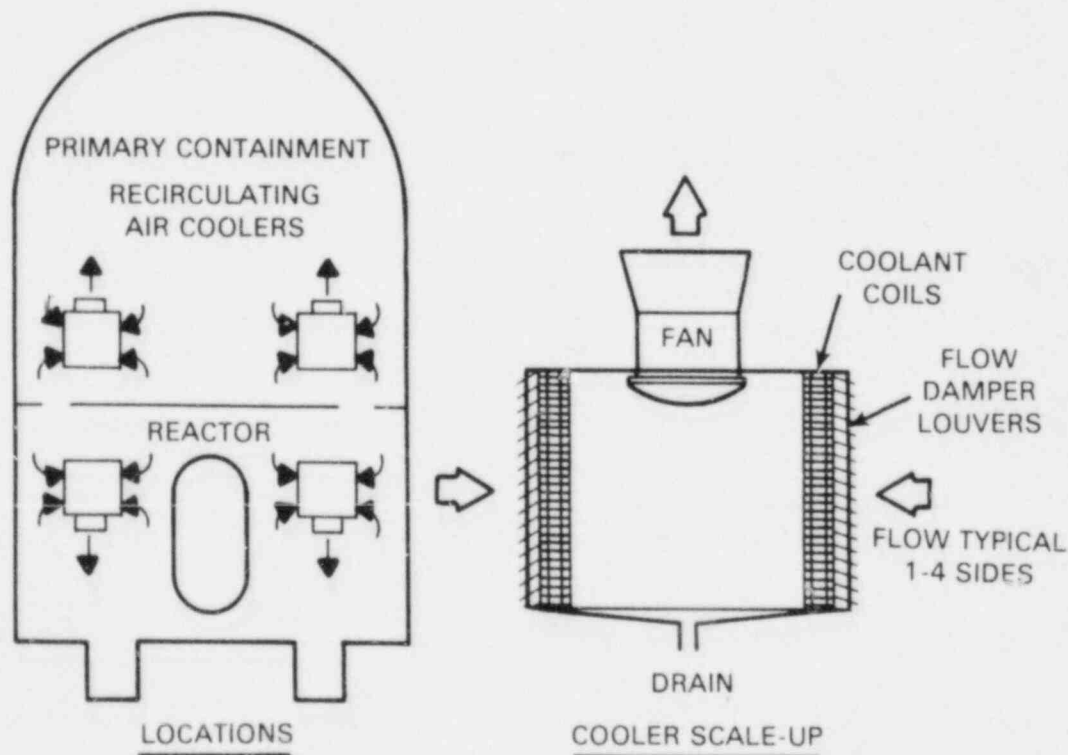 PRIMARY CONTAINMENT
RECIRCULATING
AIR COOLERS
REACTOR
LOCATIONS
FAN
COOLANT
COILS
FLOW
DAMPER
LOUVERS
FLOW TYPICAL
1-4 SIDES
DRAIN
COOLER SCALE-UP